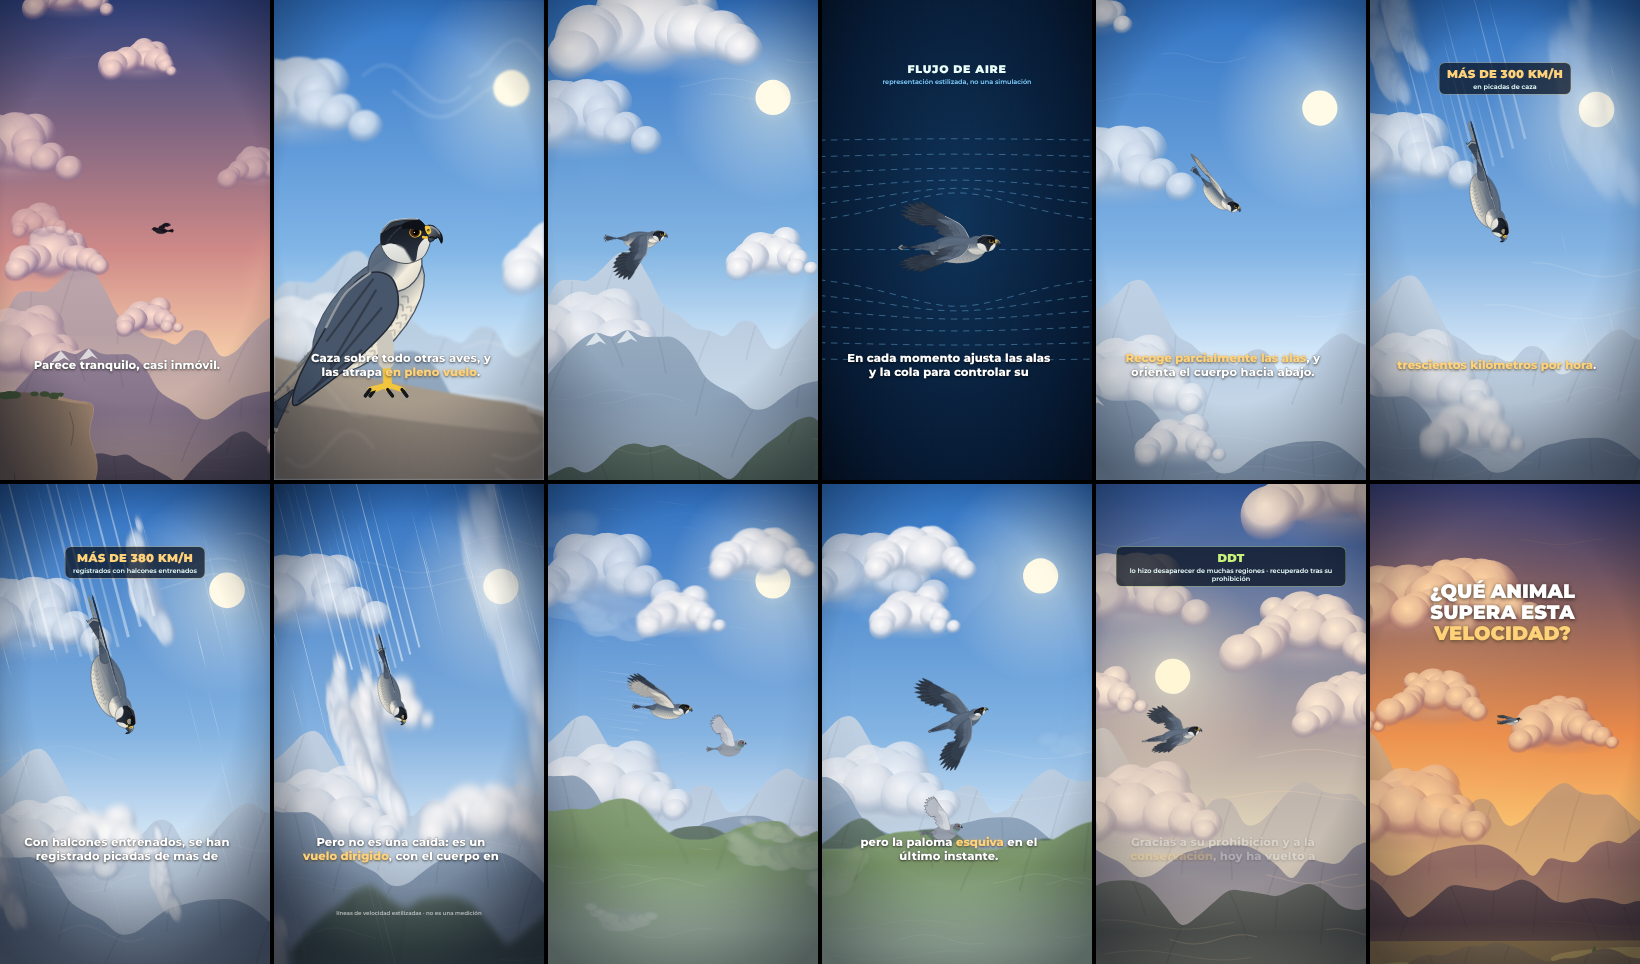 Parece tranquilo, casi inmóvil.
Caza sobre todo otras aves, y
las atrapa en pleno vuelo.
FLUJO DE AIRE
representación estilizada, no una simulación
En cada momento ajusta las alas
y la cola para controlar su
Recoge parcialmente las alas, y
orienta el cuerpo hacia abajo.
MÁS DE 300 KM/H
en picadas de caza
trescientos kilómetros por hora.
MÁS DE 380 KM/H
registrados con halcones entrenados
Con halcones entrenados, se han
registrado picadas de más de
Pero no es una caída: es un
vuelo dirigido, con el cuerpo en
líneas de velocidad estilizadas · no es una medición
pero la paloma esquiva en el
último instante.
DDT
lo hizo desaparecer de muchas regiones · recuperado tras su
prohibición
Gracias a su prohibición y a la
conservación, hoy ha vuelto a
¿QUÉ ANIMAL
SUPERA ESTA
VELOCIDAD?